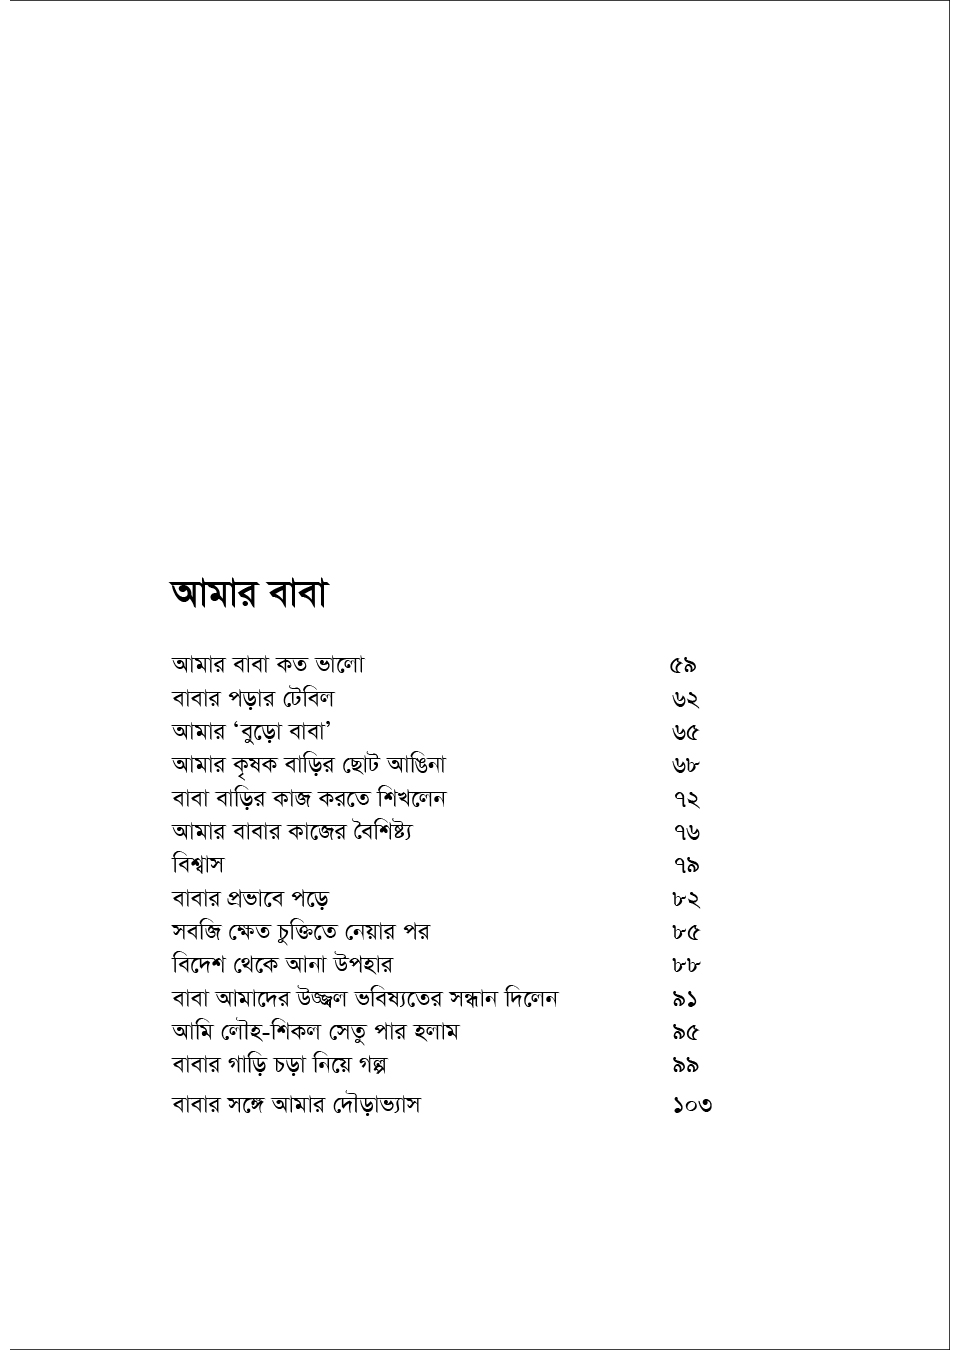 আমার বাবা
আমার বাবা কত ভালো ৫৯
বাবার পড়ার টেবিল ৬২
আমার ‘বুড়ো বাবা’ ৬৫
আমার কৃষক বাড়ির ছোট আঙিনা ৬৮
বাবা বাড়ির কাজ করতে শিখলেন ৭২
আমার বাবার কাজের বৈশিষ্ট্য ৭৬
বিশ্বাস ৭৯
বাবার প্রভাবে পড়ে ৮২
সবজি ক্ষেত চুক্তিতে নেয়ার পর ৮৫
বিদেশ থেকে আনা উপহার ৮৮
বাবা আমাদের উজ্জ্বল ভবিষ্যতের সন্ধান দিলেন ৯১
আমি লৌহ-শিকল সেতু পার হলাম ৯৫
বাবার গাড়ি চড়া নিয়ে গল্প ৯৯
বাবার সঙ্গে আমার দৌড়াভ্যাস ১০৩